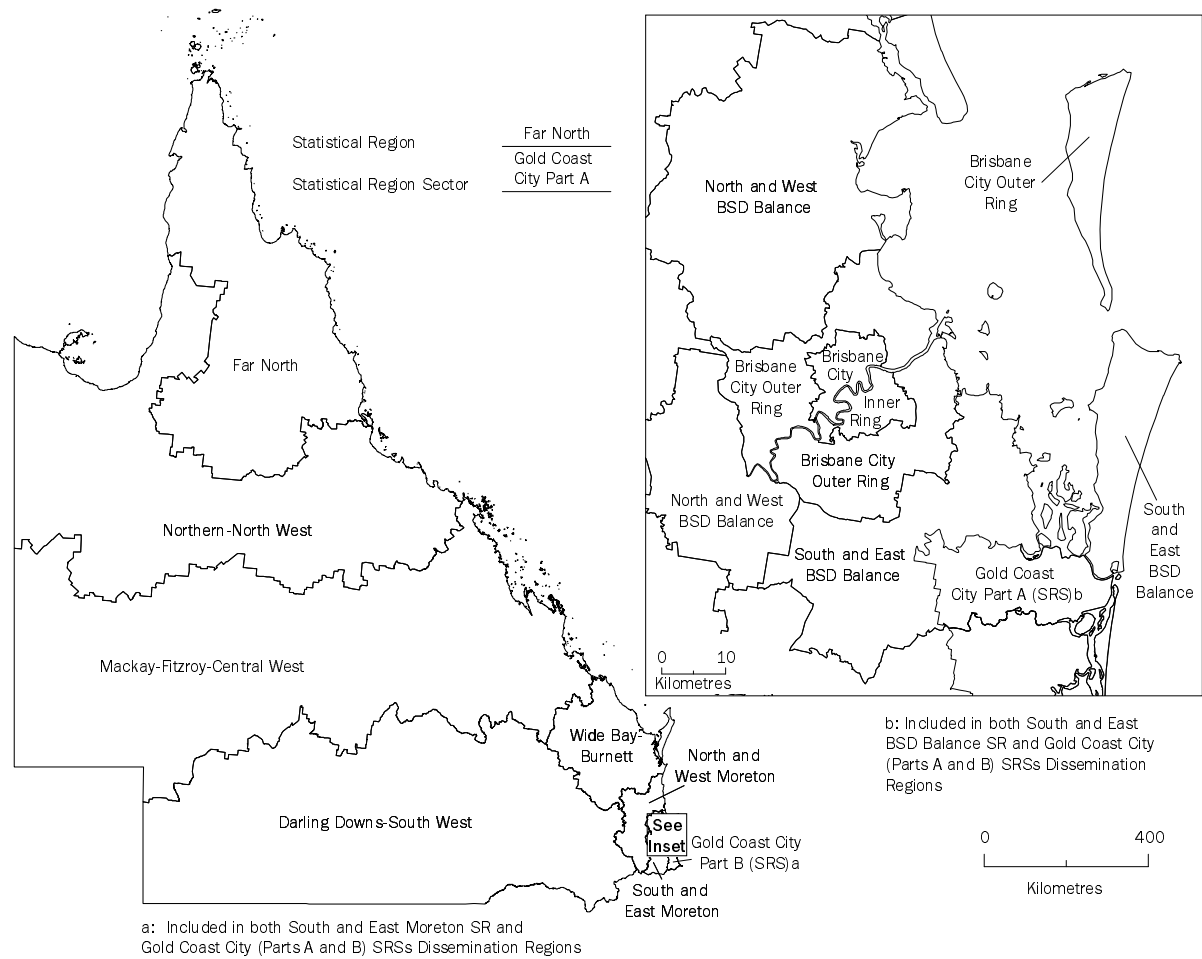 Statistical Region
Far North
Statistical Region Sector
Gold Coast
City Part A
Far North
Northern-North West
Mackay-Fitzroy-Central West
Wide Bay-
Burnett
North and
West Moreton
Darling Downs-South West
See
Inset
Gold Coast City
Part B (SRS)a
South and
East Moreton
a: Included in both South and East Moreton SR and
Gold Coast City (Parts A and B) SRSs Dissemination Regions
North and West
BSD Balance
Brisbane
City Outer
Ring
Brisbane
City Outer
Ring
Brisbane
City
Inner
Ring
Brisbane City
Outer Ring
North and West
BSD Balance
South and East
BSD Balance
Gold Coast
City Part A (SRS)b
South
and
East
BSD
Balance
0 10
Kilometres
b: Included in both South and East
BSD Balance SR and Gold Coast City
(Parts A and B) SRSs Dissemination
Regions
0 400
Kilometres